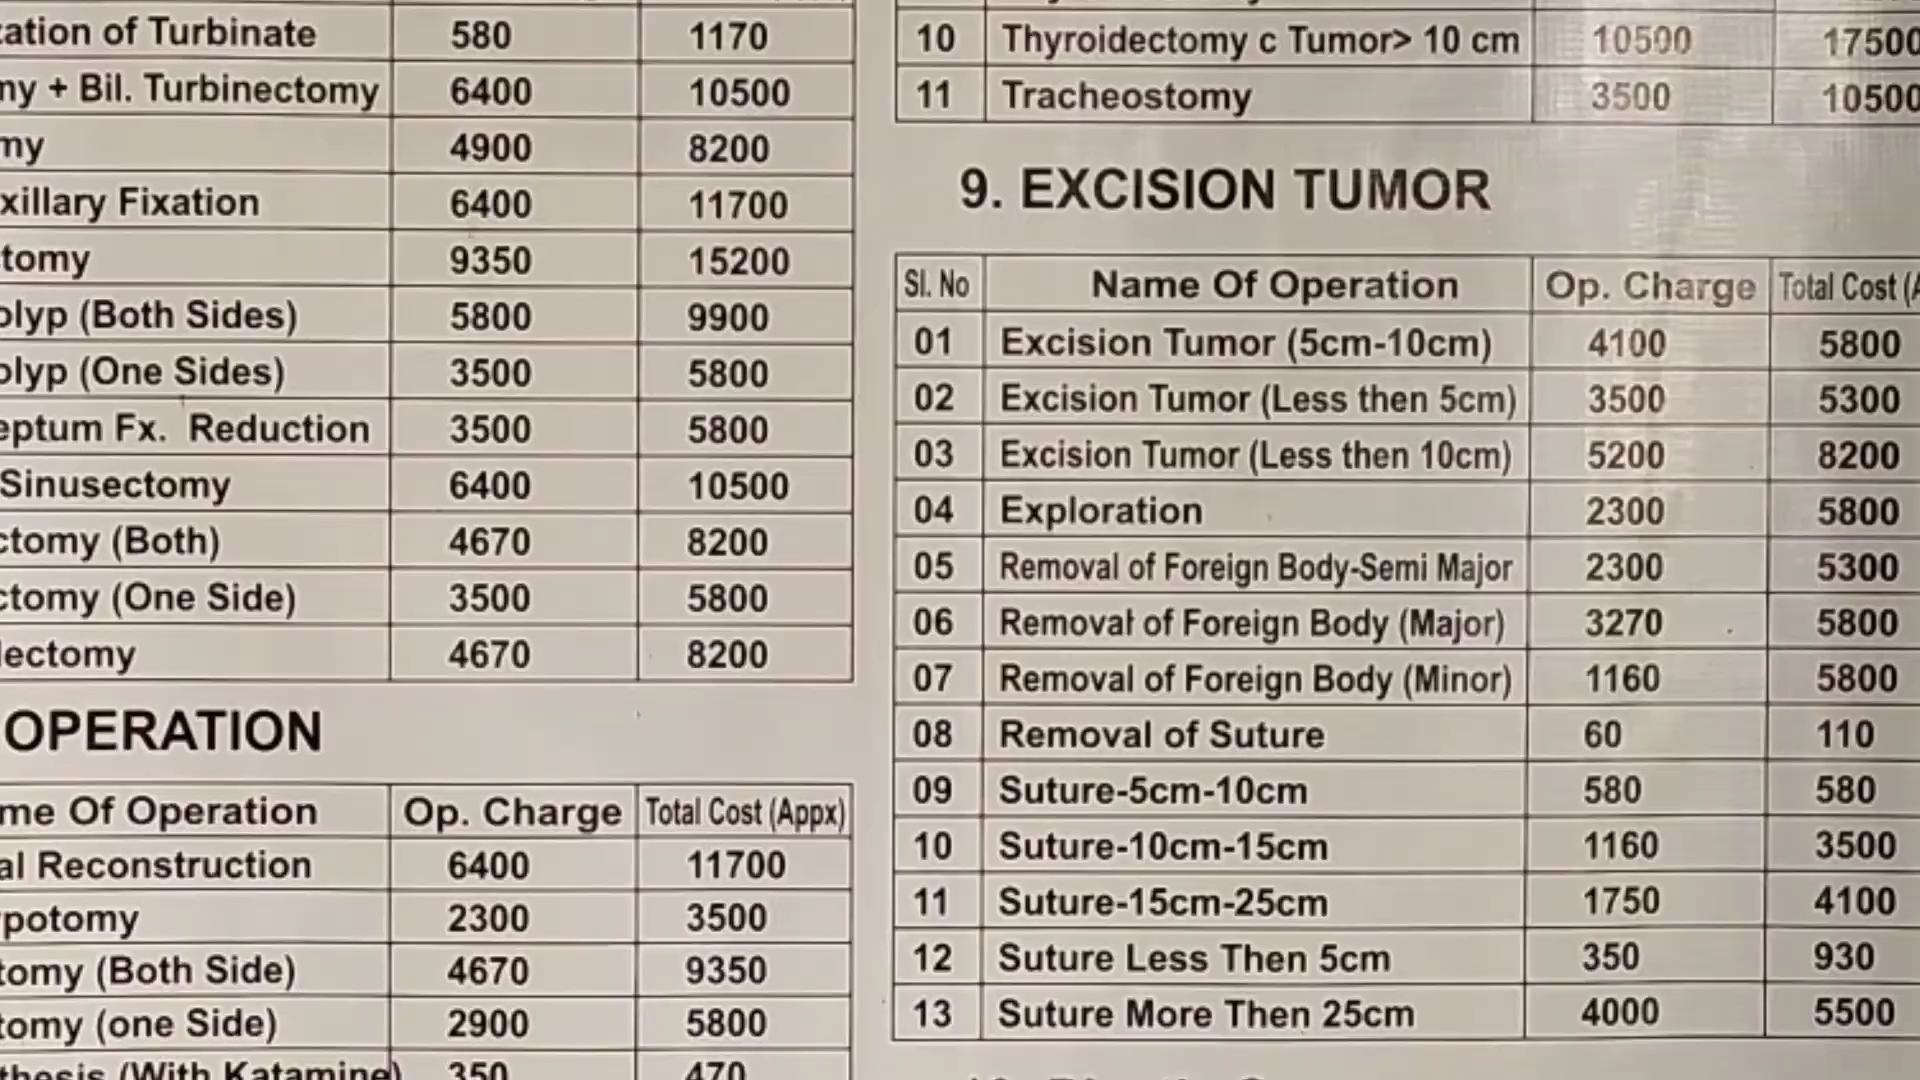 ation of Turbinate 580 1170
my + Bil. Turbinectomy 6400 10500
my 4900 8200
xillary Fixation 6400 11700
tomy 9350 15200
olyp (Both Sides) 5800 9900
olyp (One Sides) 3500 5800
eptum Fx. Reduction 3500 5800
Sinusectomy 6400 10500
ctomy (Both) 4670 8200
ctomy (One Side) 3500 5800
lectomy 4670 8200
OPERATION
me Of Operation Op. Charge Total Cost (Appx)
al Reconstruction 6400 11700
potomy 2300 3500
tomy (Both Side) 4670 9350
tomy (one Side) 2900 5800
thesis (With Katamine) 350 470
10 Thyroidectomy c Tumor> 10 cm 10500 17500
11 Tracheostomy 3500 10500
9. EXCISION TUMOR
Sl. No Name Of Operation Op. Charge Total Cost (A
01 Excision Tumor (5cm-10cm) 4100 5800
02 Excision Tumor (Less then 5cm) 3500 5300
03 Excision Tumor (Less then 10cm) 5200 8200
04 Exploration 2300 5800
05 Removal of Foreign Body-Semi Major 2300 5300
06 Removal of Foreign Body (Major) 3270 5800
07 Removal of Foreign Body (Minor) 1160 5800
08 Removal of Suture 60 110
09 Suture-5cm-10cm 580 580
10 Suture-10cm-15cm 1160 3500
11 Suture-15cm-25cm 1750 4100
12 Suture Less Then 5cm 350 930
13 Suture More Then 25cm 4000 5500